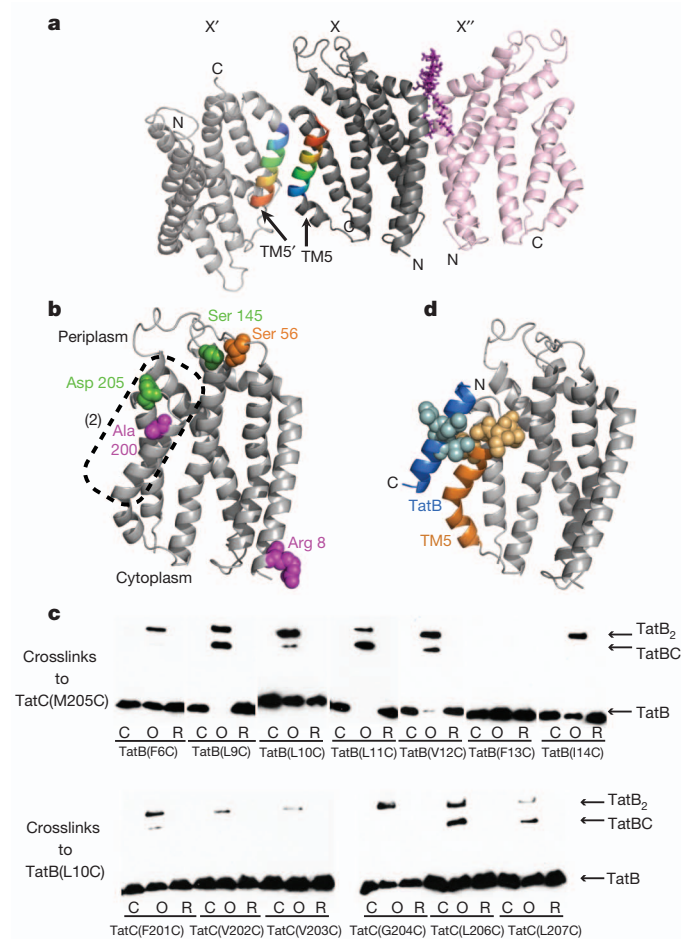 a
X′ X X″
C
N
TM5′ TM5
C
N N
C
b
Ser 145
Ser 56
Periplasm
Asp 205
(2)
Ala
200
Arg 8
Cytoplasm
d
N
C
TatB
TM5
c
Crosslinks
to
TatC(M205C)
TatB₂
TatBC
TatB
C O R C O R C O R C O R C O R C O R C O R
TatB(F6C) TatB(L9C) TatB(L10C) TatB(L11C) TatB(V12C) TatB(F13C) TatB(I14C)
Crosslinks
to
TatB(L10C)
TatB₂
TatBC
TatB
C O R C O R C O R C O R C O R C O R
TatC(F201C) TatC(V202C) TatC(V203C) TatC(G204C) TatC(L206C) TatC(L207C)